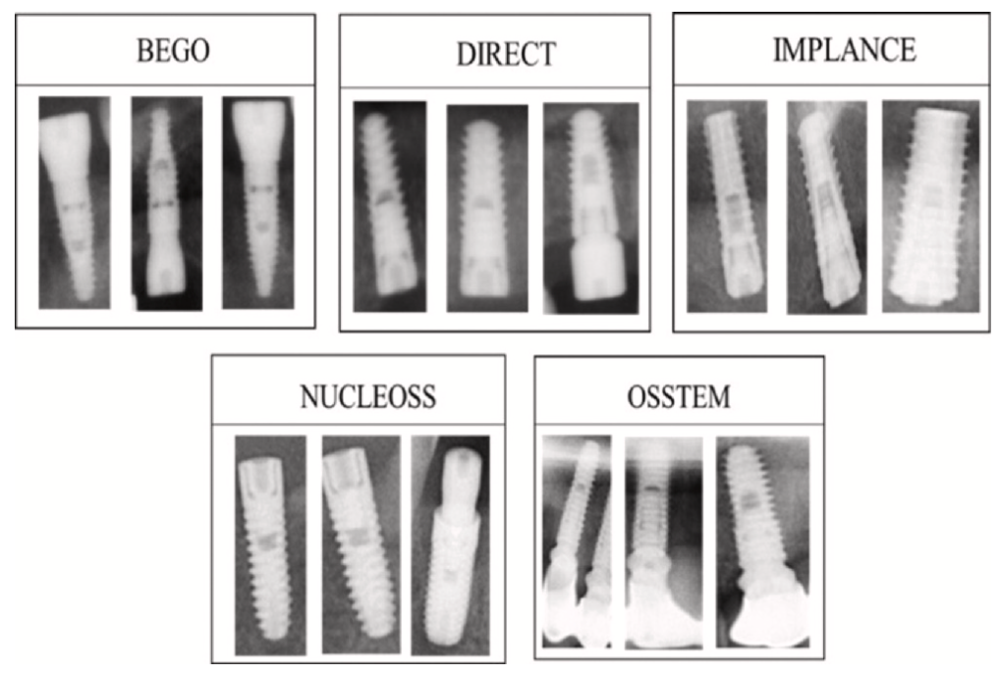 BEGO
DIRECT
IMPLANCE
NUCLEOSS
OSSTEM